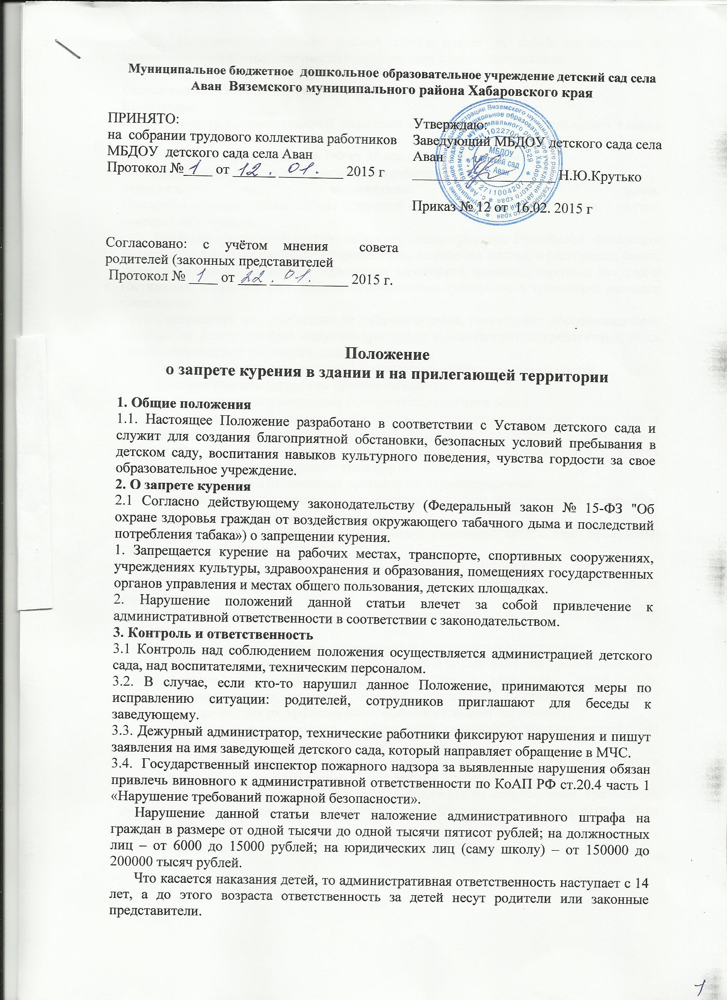 Муниципальное бюджетное  дошкольное образовательное учреждение детский сад села
Аван  Вяземского муниципального района Хабаровского края
ПРИНЯТО:
на  собрании трудового коллектива работников
МБДОУ  детского сада села Аван
Протокол № 1 от 12 . 01. 2015 г
Утверждаю:
Заведующий МБДОУ детского сада села
Аван
Н.Ю.Крутько
Приказ № 12 от  16.02. 2015 г
МБДОУ
детский сад
с. Аван
Согласовано: с учётом мнения совета
родителей (законных представителей
Протокол № 1 от 22 . 01. 2015 г.
Положение
о запрете курения в здании и на прилегающей территории
1. Общие положения
1.1. Настоящее Положение разработано в соответствии с Уставом детского сада и
служит для создания благоприятной обстановки, безопасных условий пребывания в
детском саду, воспитания навыков культурного поведения, чувства гордости за свое
образовательное учреждение.
2. О запрете курения
2.1 Согласно действующему законодательству (Федеральный закон № 15-ФЗ "Об
охране здоровья граждан от воздействия окружающего табачного дыма и последствий
потребления табака») о запрещении курения.
1. Запрещается курение на рабочих местах, транспорте, спортивных сооружениях,
учреждениях культуры, здравоохранения и образования, помещениях государственных
органов управления и местах общего пользования, детских площадках.
2. Нарушение положений данной статьи влечет за собой привлечение к
административной ответственности в соответствии с законодательством.
3. Контроль и ответственность
3.1 Контроль над соблюдением положения осуществляется администрацией детского
сада, над воспитателями, техническим персоналом.
3.2. В случае, если кто-то нарушил данное Положение, принимаются меры по
исправлению ситуации: родителей, сотрудников приглашают для беседы к
заведующему.
3.3. Дежурный администратор, технические работники фиксируют нарушения и пишут
заявления на имя заведующей детского сада, который направляет обращение в МЧС.
3.4.  Государственный инспектор пожарного надзора за выявленные нарушения обязан
привлечь виновного к административной ответственности по КоАП РФ ст.20.4 часть 1
«Нарушение требований пожарной безопасности».
Нарушение данной статьи влечет наложение административного штрафа на
граждан в размере от одной тысячи до одной тысячи пятисот рублей; на должностных
лиц – от 6000 до 15000 рублей; на юридических лиц (саму школу) – от 150000 до
200000 тысяч рублей.
Что касается наказания детей, то административная ответственность наступает с 14
лет, а до этого возраста ответственность за детей несут родители или законные
представители.
1